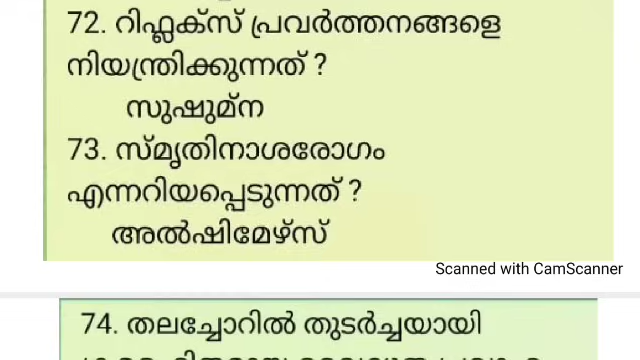 72. റിഫ്ലക്സ് പ്രവർത്തനങ്ങളെ
നിയന്ത്രിക്കുന്നത് ?
സുഷുമ്ന
73. സ്മൃതിനാശരോഗം
എന്നറിയപ്പെടുന്നത് ?
അൽഷിമേഴ്സ്
Scanned with CamScanner
74. തലച്ചോറിൽ തുടർച്ചയായി